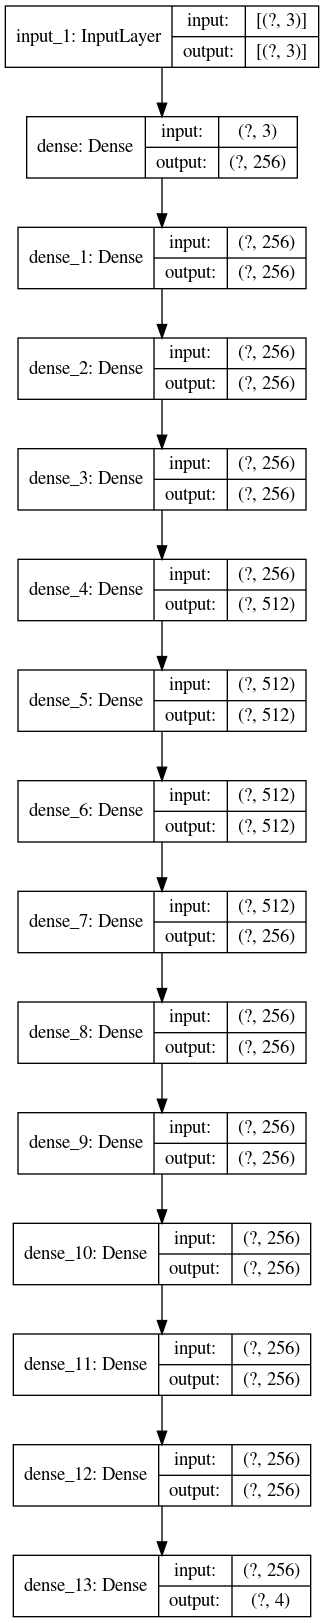 input_1: InputLayer
input: [(?, 3)]
output: [(?, 3)]
dense: Dense
input: (?, 3)
output: (?, 256)
dense_1: Dense
input: (?, 256)
output: (?, 256)
dense_2: Dense
input: (?, 256)
output: (?, 256)
dense_3: Dense
input: (?, 256)
output: (?, 256)
dense_4: Dense
input: (?, 256)
output: (?, 512)
dense_5: Dense
input: (?, 512)
output: (?, 512)
dense_6: Dense
input: (?, 512)
output: (?, 512)
dense_7: Dense
input: (?, 512)
output: (?, 256)
dense_8: Dense
input: (?, 256)
output: (?, 256)
dense_9: Dense
input: (?, 256)
output: (?, 256)
dense_10: Dense
input: (?, 256)
output: (?, 256)
dense_11: Dense
input: (?, 256)
output: (?, 256)
dense_12: Dense
input: (?, 256)
output: (?, 256)
dense_13: Dense
input: (?, 256)
output: (?, 4)